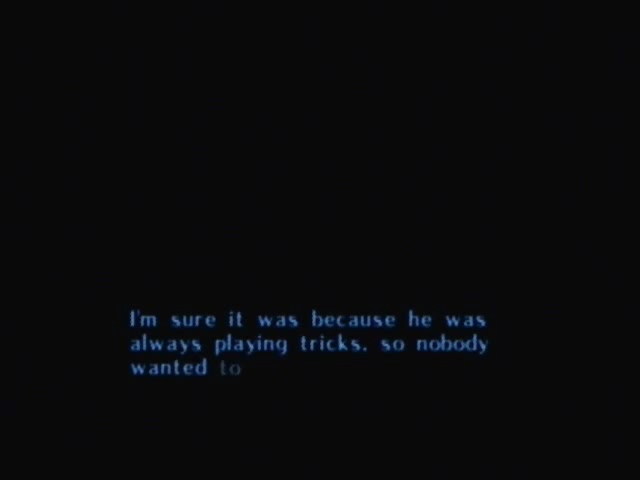 I'm sure it was because he was
always playing tricks, so nobody
wanted to